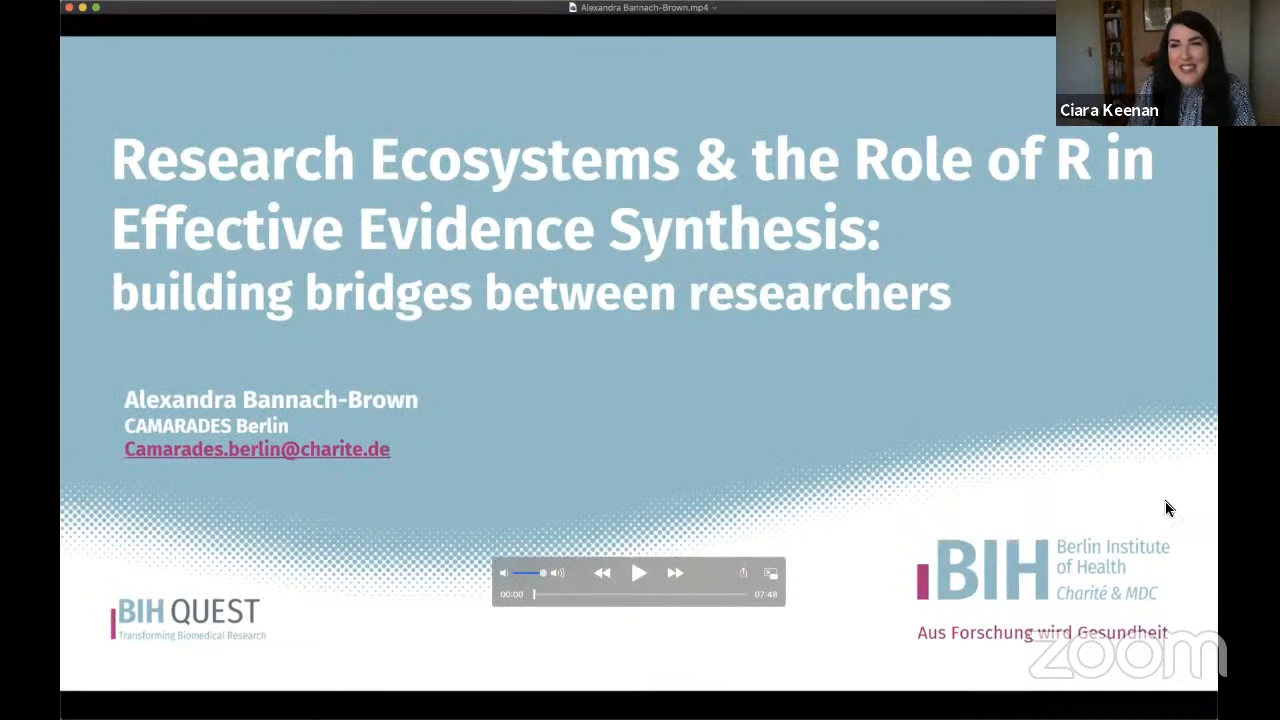 Alexandra Bannach-Brown.mp4
Ciara Keenan
Research Ecosystems & the Role of R in
Effective Evidence Synthesis:
building bridges between researchers
Alexandra Bannach-Brown
CAMARADES Berlin
Camarades.berlin@charite.de
00:00
07:48
BIH QUEST
Transforming Biomedical Research
BIH
Berlin Institute
of Health
Charité & MDC
Aus Forschung wird Gesundheit
zoom